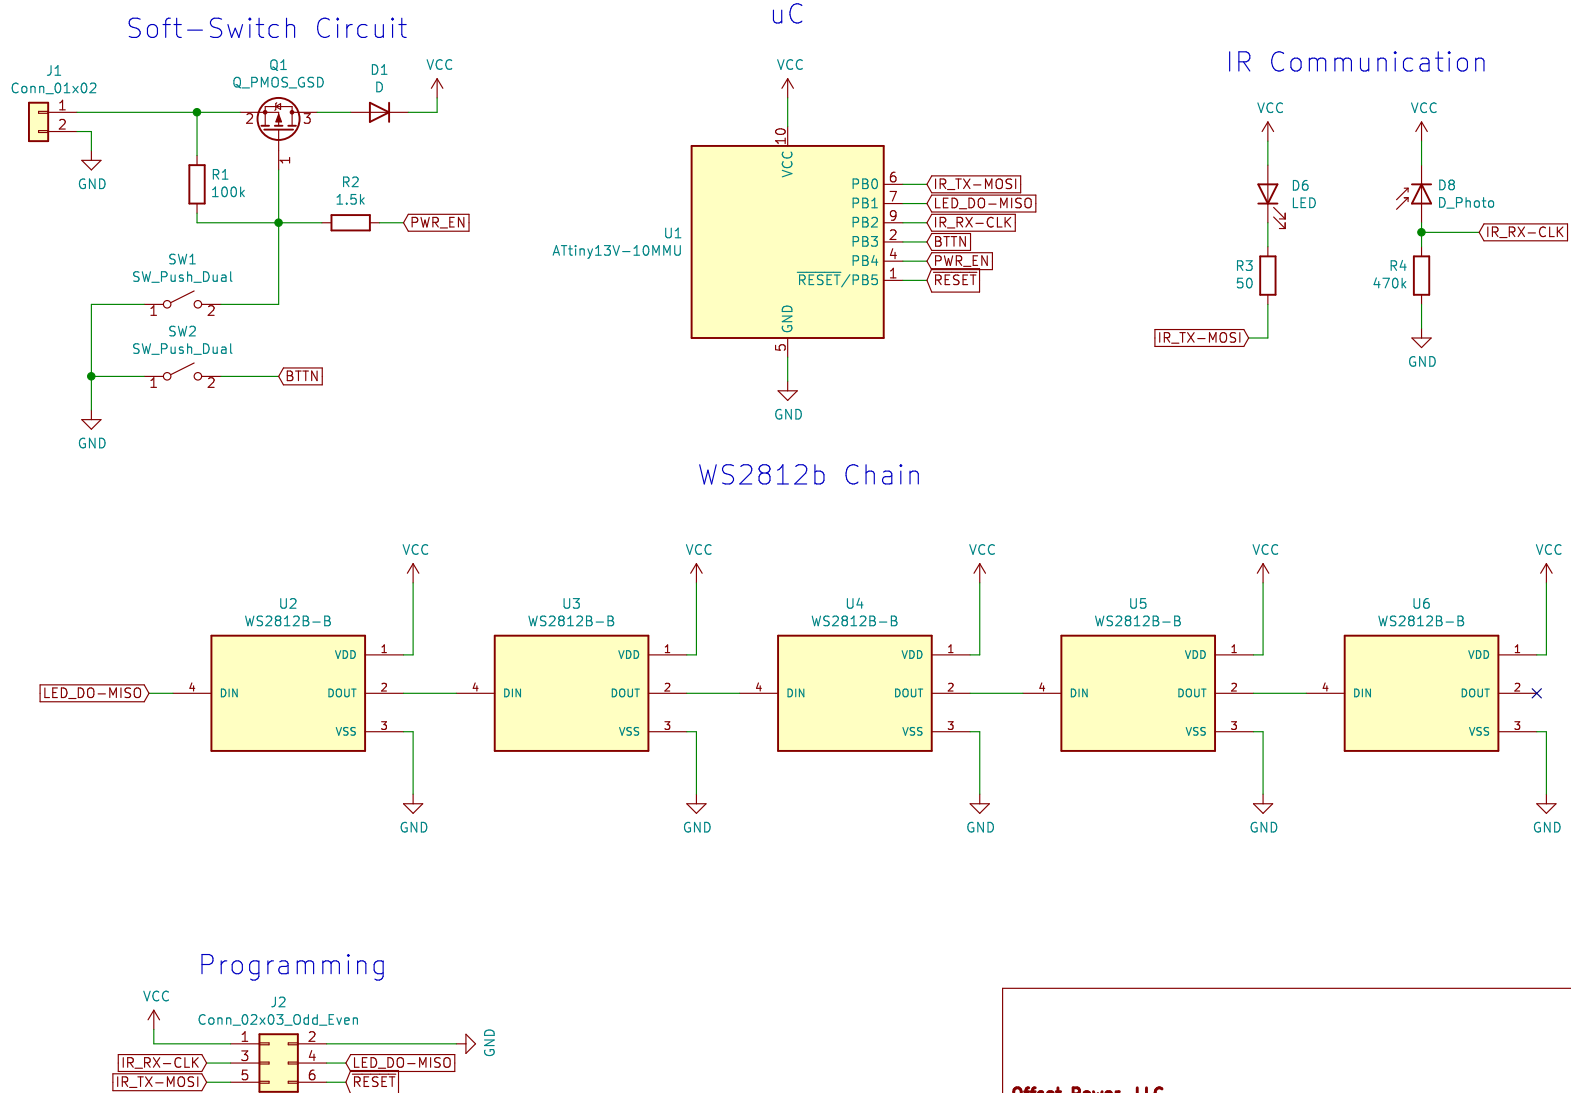 Soft-Switch Circuit
J1
Conn_01x02
1
2
GND
Q1
Q_PMOS_GSD
2
3
1
D1
D
VCC
R1
100k
R2
1.5k
PWR_EN
SW1
SW_Push_Dual
1
2
SW2
SW_Push_Dual
1
2
BTTN
GND
uC
VCC
10
VCC
U1
ATtiny13V-10MMU
PB0
6
IR_TX-MOSI
PB1
7
LED_DO-MISO
PB2
9
IR_RX-CLK
PB3
2
BTTN
PB4
4
PWR_EN
RESET/PB5
1
RESET
GND
5
GND
IR Communication
VCC
D6
LED
R3
50
IR_TX-MOSI
VCC
D8
D_Photo
IR_RX-CLK
R4
470k
GND
WS2812b Chain
LED_DO-MISO
U2
WS2812B-B
VCC
VDD
1
4
DIN
DOUT
2
VSS
3
GND
U3
WS2812B-B
VCC
VDD
1
4
DIN
DOUT
2
VSS
3
GND
U4
WS2812B-B
VCC
VDD
1
4
DIN
DOUT
2
VSS
3
GND
U5
WS2812B-B
VCC
VDD
1
4
DIN
DOUT
2
VSS
3
GND
U6
WS2812B-B
VCC
VDD
1
4
DIN
DOUT
2
VSS
3
GND
Programming
VCC
J2
Conn_02x03_Odd_Even
1
2
GND
IR_RX-CLK
3
4
LED_DO-MISO
IR_TX-MOSI
5
6
RESET
Offset Power, LLC